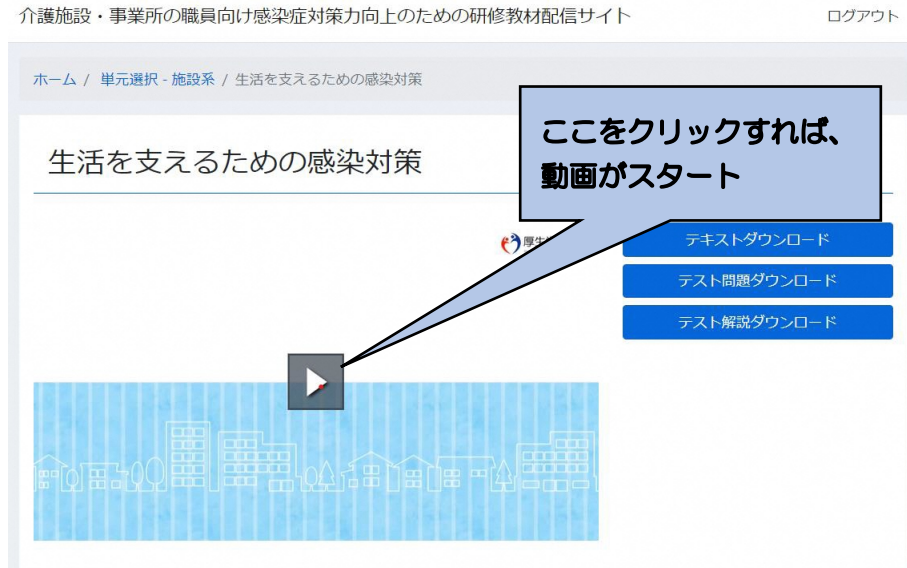 介護施設・事業所の職員向け感染症対策力向上のための研修教材配信サイト
ログアウト
ホーム / 単元選択 - 施設系 / 生活を支えるための感染対策
ここをクリックすれば、
動画がスタート
生活を支えるための感染対策
厚生
テキストダウンロード
テスト問題ダウンロード
テスト解説ダウンロード